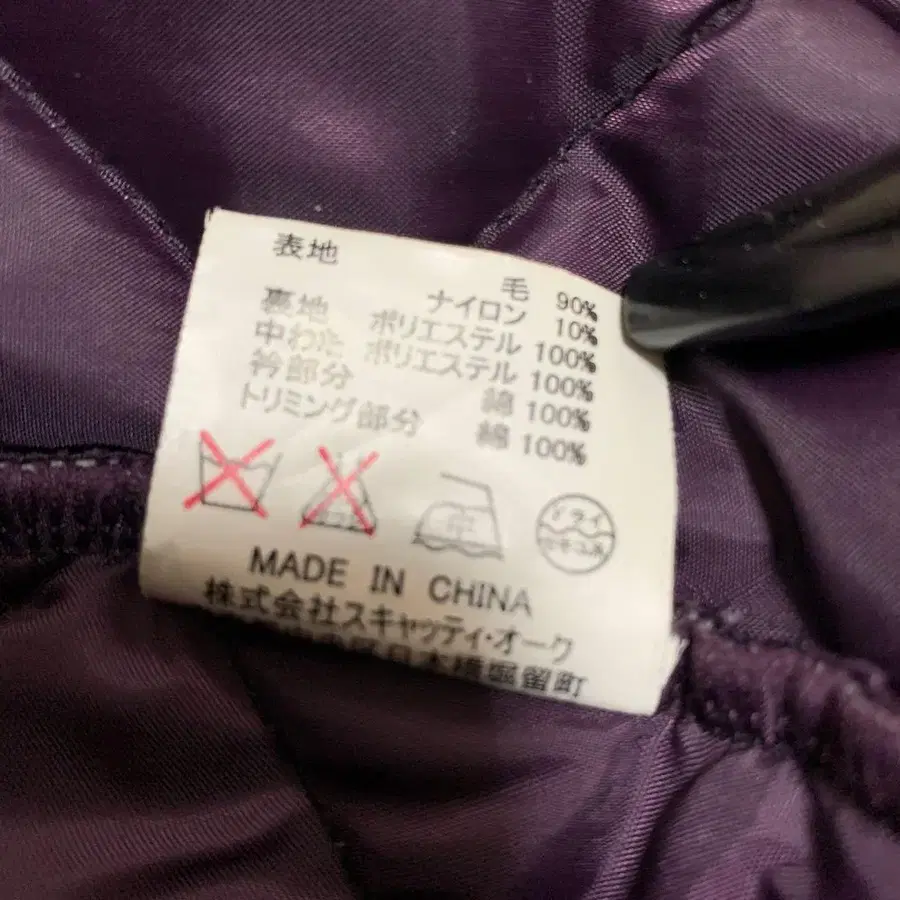 表地 毛 90%
ナイロン 10%
裏地 ポリエステル 100%
中わた ポリエステル 100%
衿部分 綿 100%
トリミング部分 綿 100%
中
ドライ
MADE IN CHINA
株式会社スキャッティ・オーク
区日本橋堀留町